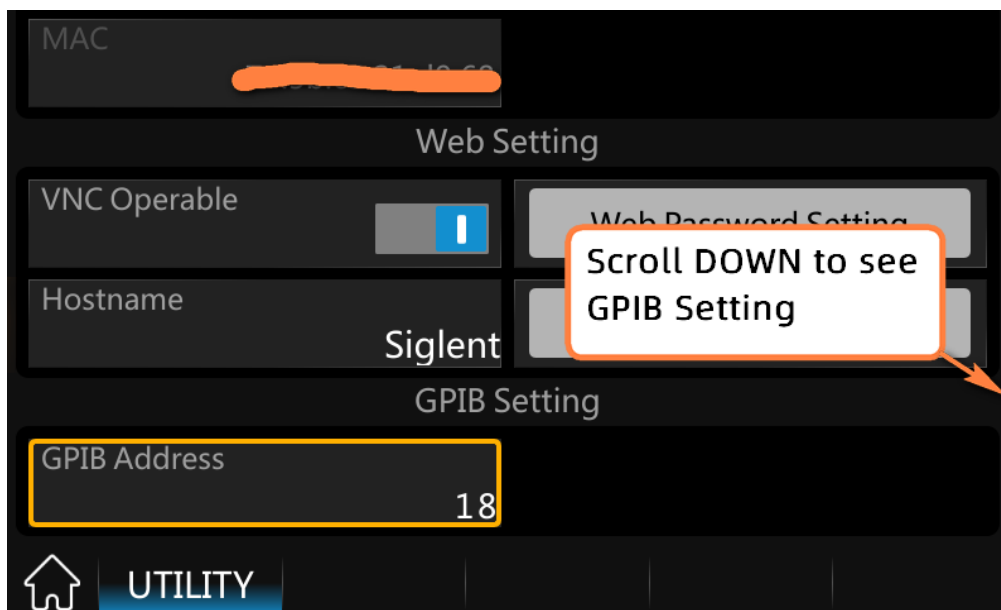 MAC
Web Setting
VNC Operable
Web Password Setting
Scroll DOWN to see
GPIB Setting
Hostname
Siglent
GPIB Setting
GPIB Address
18
UTILITY